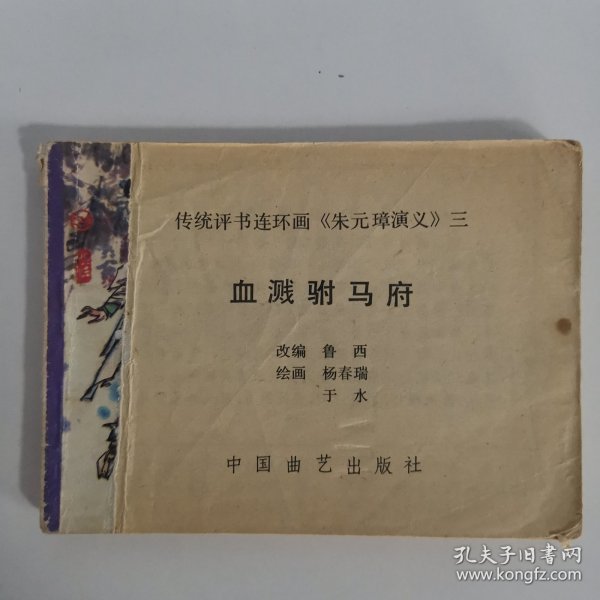 传统评书连环画《朱元璋演义》三
血溅驸马府
改编 鲁西
绘画 杨春瑞
于水
中国曲艺出版社
孔夫子旧书网
www.kongfz.com